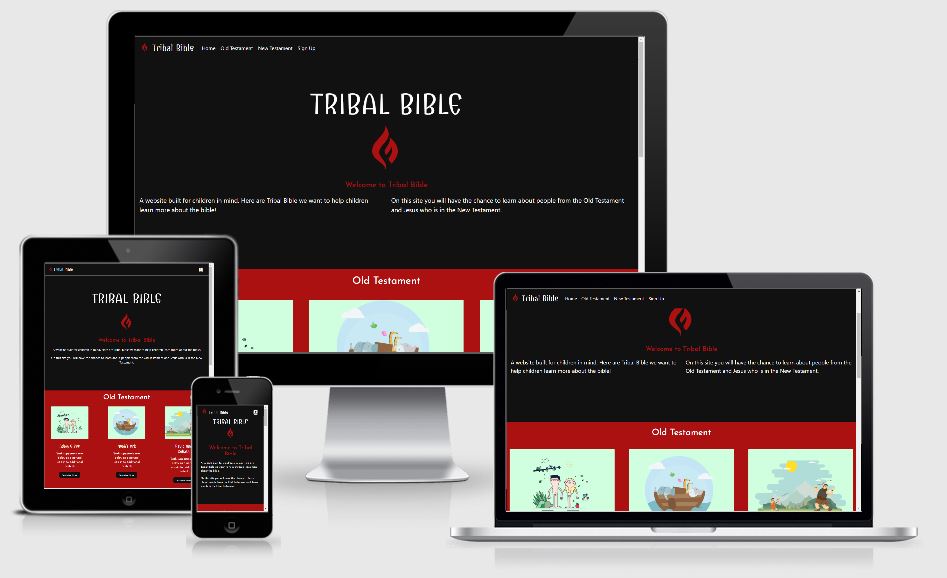 Tribal Bible Home Old Testament New Testament Sign Up
TRIBAL BIBLE
Welcome to Tribal Bible
A website built for children in mind. Here are Tribal Bible we want to help children
learn more about the bible!
On this site you will have the chance to learn about people from the Old Testament
and Jesus who is in the New Testament.
Old Testament
Tribal Bible
TRIBAL BIBLE
Welcome to Tribal Bible
Old Testament
Tribal Bible
TRIBAL BIBLE
Welcome to Tribal
Bible
Tribal Bible Home Old Testament New Testament Sign Up
Welcome to Tribal Bible
A website built for children in mind. Here are Tribal Bible we want to
help children learn more about the bible!
On this site you will have the chance to learn about people from the
Old Testament and Jesus who is in the New Testament.
Old Testament